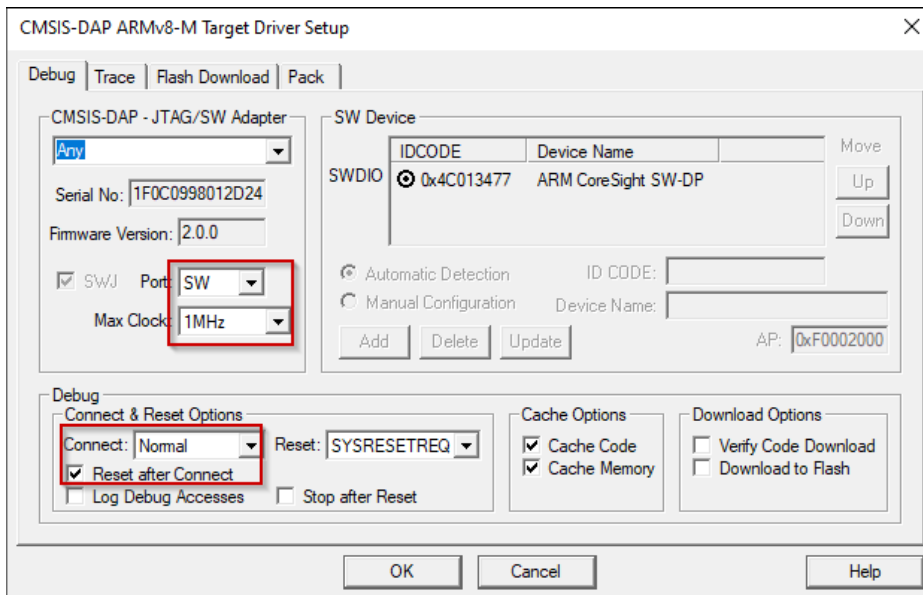 CMSIS-DAP ARMv8-M Target Driver Setup
Debug Trace Flash Download Pack
CMSIS-DAP - JTAG/SW Adapter
Any
Serial No: 1F0C0998012D24
Firmware Version: 2.0.0
SWJ Port: SW
Max Clock: 1MHz
SW Device
IDCODE Device Name
SWDIO 0x4C013477 ARM CoreSight SW-DP
Move
Up
Down
Automatic Detection ID CODE:
Manual Configuration Device Name:
Add Delete Update AP: 0xF0002000
Debug
Connect & Reset Options
Connect: Normal Reset: SYSRESETREQ
Reset after Connect
Log Debug Accesses Stop after Reset
Cache Options
Cache Code
Cache Memory
Download Options
Verify Code Download
Download to Flash
OK Cancel Help